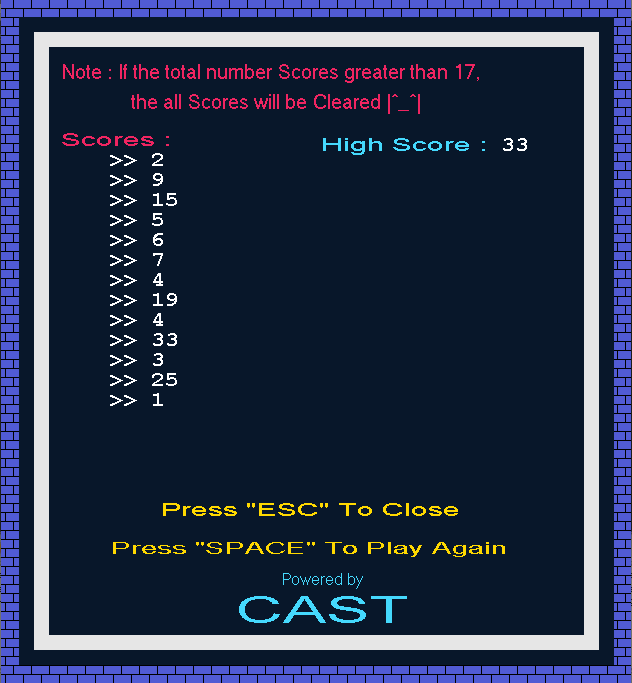 Note : If the total number Scores greater than 17,
the all Scores will be Cleared |^_^|
Scores :
High Score : 33
>> 2
>> 9
>> 15
>> 5
>> 6
>> 7
>> 4
>> 19
>> 4
>> 33
>> 3
>> 25
>> 1
Press "ESC" To Close
Press "SPACE" To Play Again
Powered by
CAST